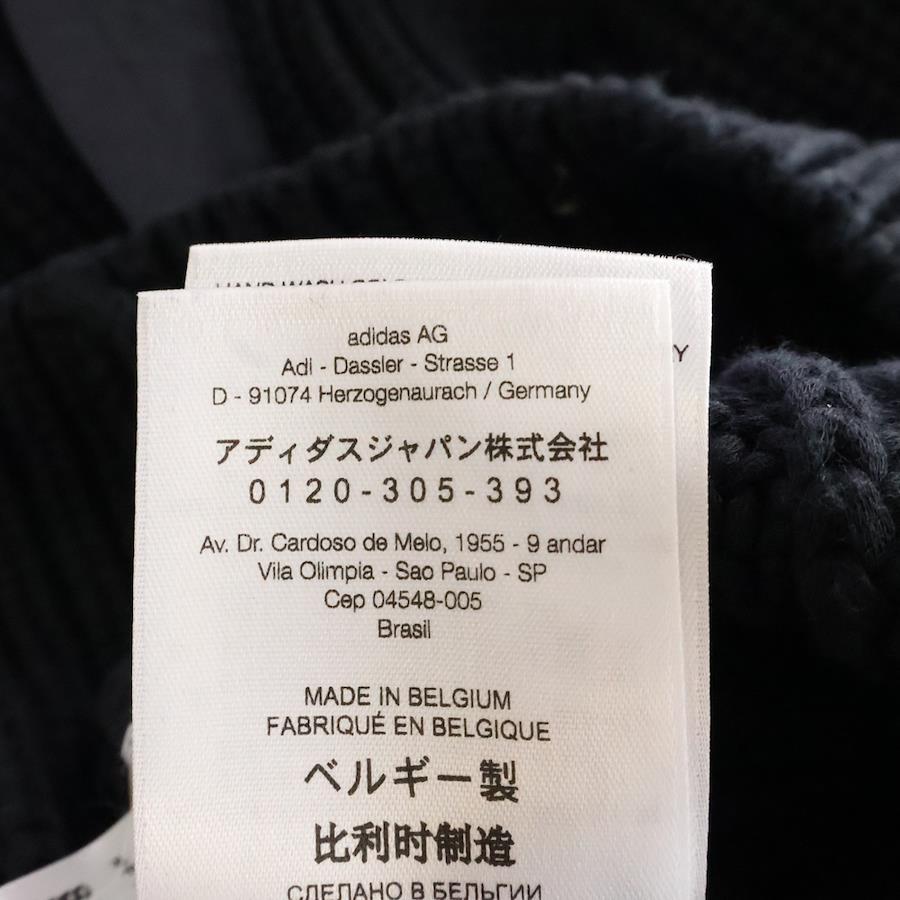 HAND WASH
Y
adidas AG
Adi - Dassler - Strasse 1
D - 91074 Herzogenaurach / Germany
アディダスジャパン株式会社
0120-305-393
Av. Dr. Cardoso de Melo, 1955 - 9 andar
Vila Olimpia - Sao Paulo - SP
Cep 04548-005
Brasil
MADE IN BELGIUM
FABRIQUÉ EN BELGIQUE
ベルギー製
比利时制造
СДЕЛАНО В БЕЛЬГИИ